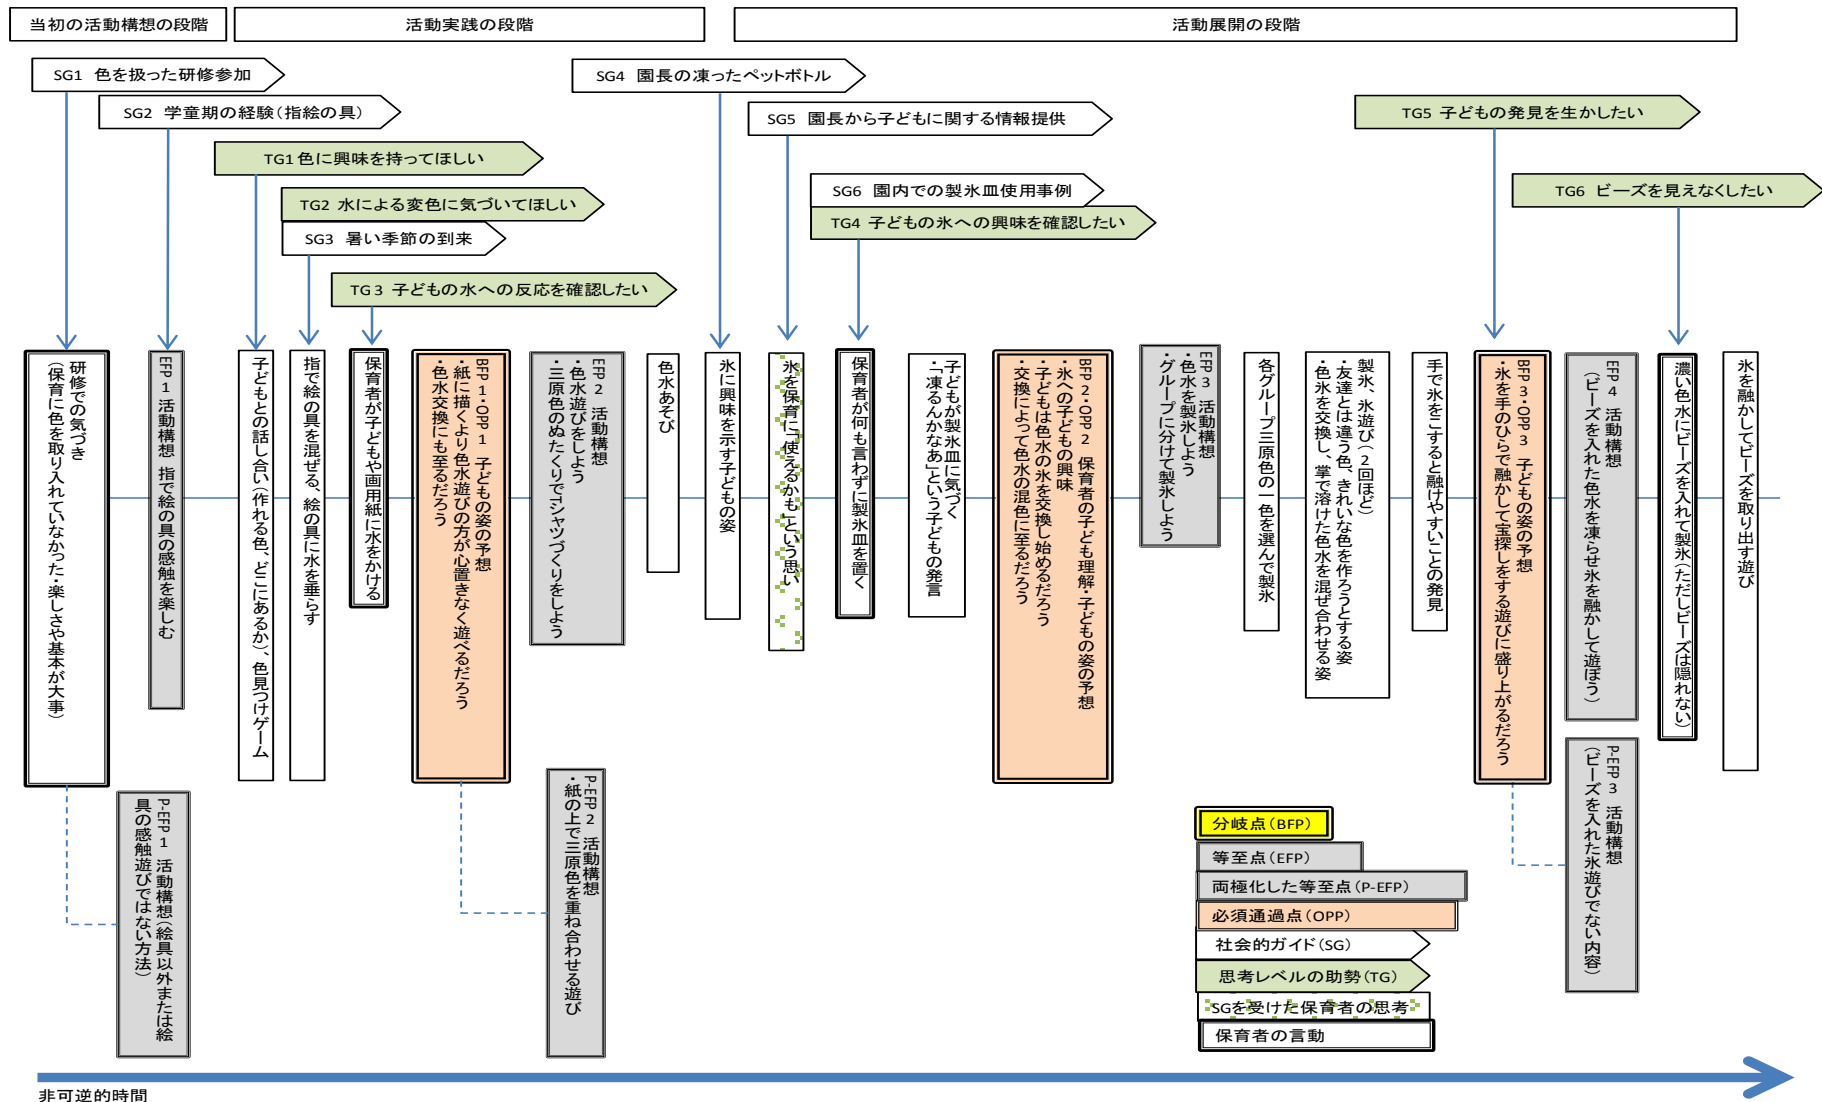 当初の活動構想の段階
活動実践の段階
活動展開の段階
SG1 色を扱った研修参加
SG2 学童期の経験(指絵の具)
TG1 色に興味を持ってほしい
TG2 水による変色に気づいてほしい
SG3 暑い季節の到来
TG3 子どもの水への反応を確認したい
SG4 園長の凍ったペットボトル
SG5 園長から子どもに関する情報提供
SG6 園内での製氷皿使用事例
TG4 子どもの氷への興味を確認したい
TG5 子どもの発見を生かしたい
TG6 ビーズを見えなくしたい
研修での気づき
(保育に色を取り入れていなかった・楽しさや基本が大事)
EFP1 活動構想 指で絵の具の感触を楽しむ
子どもとの話し合い(作れる色、どこにあるか)、色見つけゲーム
指で絵の具を混ぜる、絵の具に水を垂らす
保育者が子どもや画用紙に水をかける
BFP1・OPP1 子どもの姿の予想
・紙に描くより色水遊びの方が心置きなく遊べるだろう
・色水交換にも至るだろう
EFP2 活動構想
・色水遊びをしよう
・三原色のぬたくりでTシャツづくりをしよう
色水あそび
氷に興味を示す子どもの姿
氷を保育に「使えるかも」という思い
保育者が何も言わずに製氷皿を置く
子どもが製氷皿に気づく
・「凍るんかなあ」という子どもの発言
BFP2・OPP2 保育者の子ども理解・子どもの姿の予想
・氷への子どもの興味
・子どもは色水の氷を交換し始めるだろう
・交換によって色水の混色に至るだろう
EFP3 活動構想
・色水を製氷しよう
・グループに分けて製氷しよう
各グループ三原色の一色を選んで製氷
製氷、氷遊び(2回ほど)
・友達とは違う色、きれいな色を作ろうとする姿
・色氷を交換し、掌で溶けた色水を混ぜ合わせる姿
手で氷をこすると融けやすいことの発見
BFP3・OPP3 子どもの姿の予想
・氷を手のひらで融かして宝探しをする遊びに盛り上がるだろう
EFP4 活動構想
(ビーズを入れた色水を凍らせ氷を融かして遊ぼう)
濃い色水にビーズを入れて製氷(ただしビーズは隠れない)
氷を融かしてビーズを取り出す遊び
P-EFP1 活動構想(絵具以外または絵
具の感触遊びではない方法)
P-EFP2 活動構想
・紙の上で三原色を重ね合わせる遊び
P-EFP3 活動構想
(ビーズを入れた氷遊びでない内容)
分岐点(BFP)
等至点(EFP)
両極化した等至点(P-EFP)
必須通過点(OPP)
社会的ガイド(SG)
思考レベルの助勢(TG)
SGを受けた保育者の思考
保育者の言動
非可逆的時間